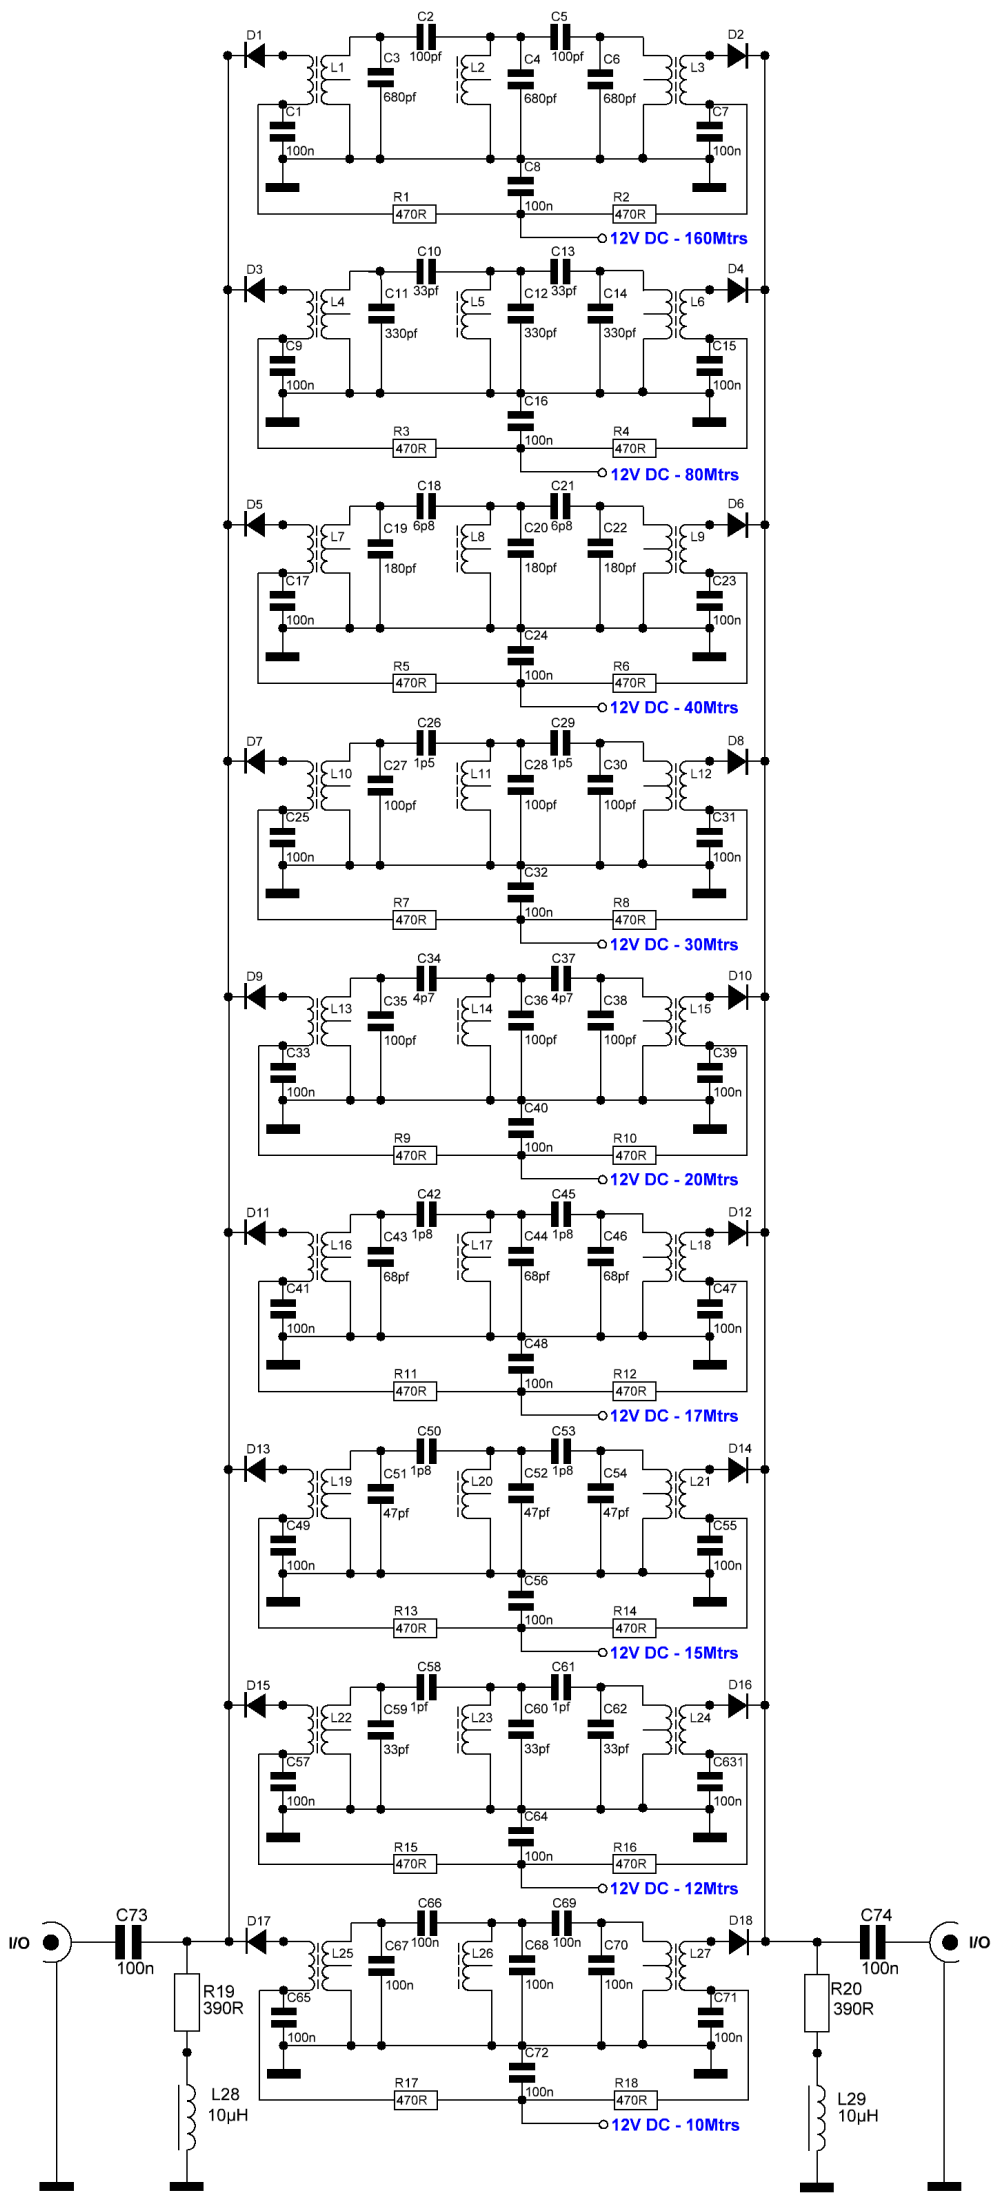 C2 C5
D1 D2
C3 C4 C6
L1 L2 L3
100pf 100pf
680pf 680pf 680pf
C1 C7
100n 100n
C8
R1 100n R2
470R 470R
12V DC - 160Mtrs
C10 C13
D3 D4
33pf 33pf
C11 C12 C14
L4 L5 L6
330pf 330pf 330pf
C9 C15
100n 100n
C16
R3 100n R4
470R 470R
12V DC - 80Mtrs
C18 C21
D5 D6
6p8 6p8
C19 C20 C22
L7 L8 L9
180pf 180pf 180pf
C17 C23
100n 100n
C24
R5 100n R6
470R 470R
12V DC - 40Mtrs
C26 C29
D7 D8
1p5 1p5
C27 C28 C30
L10 L11 L12
100pf 100pf 100pf
C25 C31
100n 100n
C32
R7 100n R8
470R 470R
12V DC - 30Mtrs
C34 C37
D9 D10
4p7 4p7
C35 C36 C38
L13 L14 L15
100pf 100pf 100pf
C33 C39
100n 100n
C40
R9 100n R10
470R 470R
12V DC - 20Mtrs
C42 C45
D11 D12
1p8 1p8
C43 C44 C46
L16 L17 L18
68pf 68pf 68pf
C41 C47
100n 100n
C48
R11 100n R12
470R 470R
12V DC - 17Mtrs
C50 C53
D13 D14
1p8 1p8
C51 C52 C54
L19 L20 L21
47pf 47pf 47pf
C49 C55
100n 100n
C56
R13 100n R14
470R 470R
12V DC - 15Mtrs
C58 C61
D15 D16
1pf 1pf
C59 C60 C62
L22 L23 L24
33pf 33pf 33pf
C57 C631
100n 100n
C64
R15 100n R16
470R 470R
12V DC - 12Mtrs
C66 C69
C73 D17 D18 C74
I/O I/O
100n 100n
C67 C68 C70
L25 L26 L27
100n 100n
100n 100n 100n
R19 R20
390R 390R
C65 C71
100n 100n
C72
R17 100n R18
470R 470R
L28 L29
10µH 10µH
12V DC - 10Mtrs